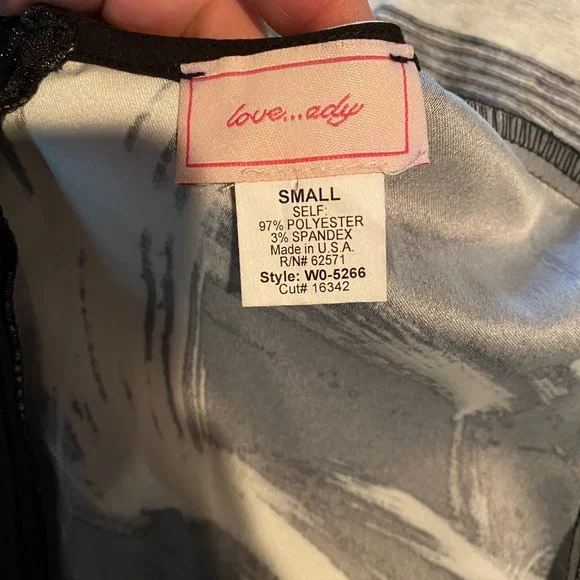 love...ady
SMALL
SELF:
97% POLYESTER
3% SPANDEX
Made in U.S.A.
R/N# 62571
Style: W0-5266
Cut# 16342